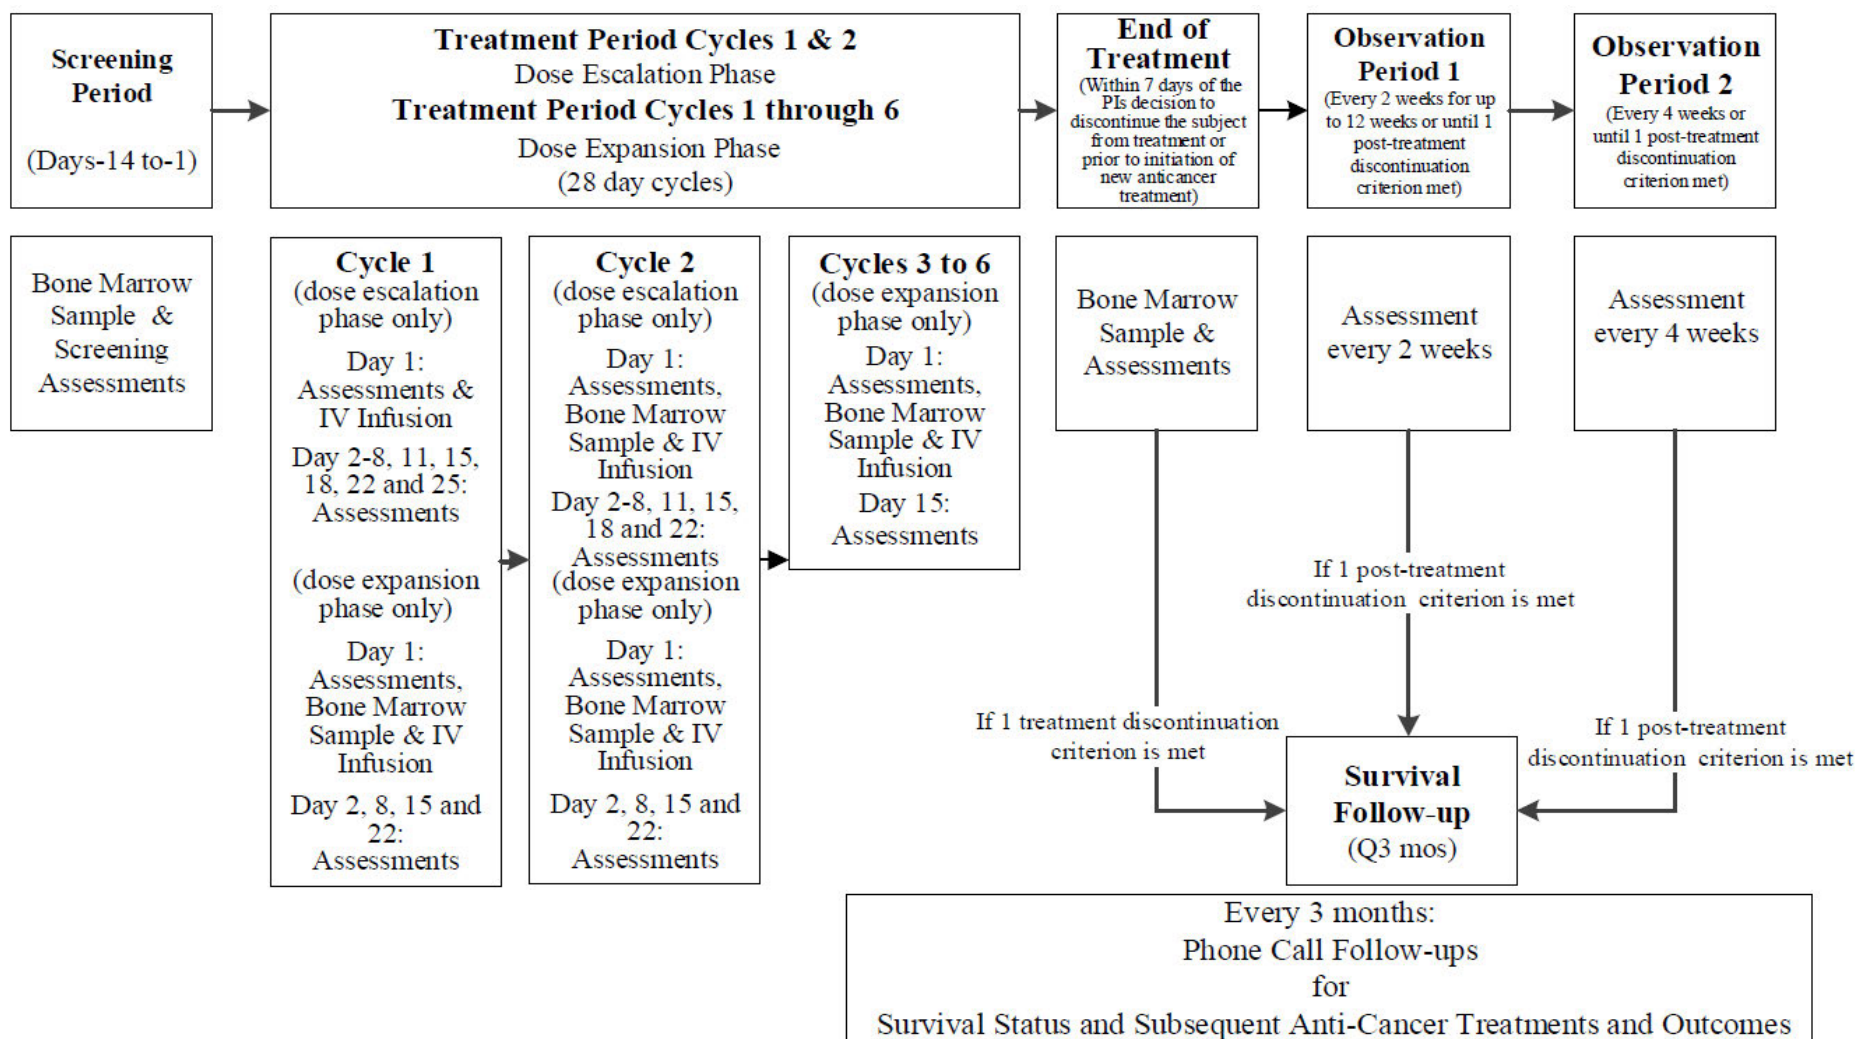 Screening
Period
(Days-14 to-1)
Treatment Period Cycles 1 & 2
Dose Escalation Phase
Treatment Period Cycles 1 through 6
Dose Expansion Phase
(28 day cycles)
End of
Treatment
(Within 7 days of the
PIs decision to
discontinue the subject
from treatment or
prior to initiation of
new anticancer
treatment)
Observation
Period 1
(Every 2 weeks for up
to 12 weeks or until 1
post-treatment
discontinuation
criterion met)
Observation
Period 2
(Every 4 weeks or
until 1 post-treatment
discontinuation
criterion met)
Bone Marrow
Sample &
Screening
Assessments
Cycle 1
(dose escalation
phase only)
Day 1:
Assessments &
IV Infusion
Day 2-8, 11, 15,
18, 22 and 25:
Assessments
(dose expansion
phase only)
Day 1:
Assessments,
Bone Marrow
Sample & IV
Infusion
Day 2, 8, 15 and
22:
Assessments
Cycle 2
(dose escalation
phase only)
Day 1:
Assessments,
Bone Marrow
Sample & IV
Infusion
Day 2-8, 11, 15,
18 and 22:
Assessments
(dose expansion
phase only)
Day 1:
Assessments,
Bone Marrow
Sample & IV
Infusion
Day 2, 8, 15 and
22:
Assessments
Cycles 3 to 6
(dose expansion
phase only)
Day 1:
Assessments,
Bone Marrow
Sample & IV
Infusion
Day 15:
Assessments
Bone Marrow
Sample &
Assessments
Assessment
every 2 weeks
Assessment
every 4 weeks
If 1 post-treatment
discontinuation criterion is met
If 1 treatment discontinuation
criterion is met
If 1 post-treatment
discontinuation criterion is met
Survival
Follow-up
(Q3 mos)
Every 3 months:
Phone Call Follow-ups
for
Survival Status and Subsequent Anti-Cancer Treatments and Outcomes